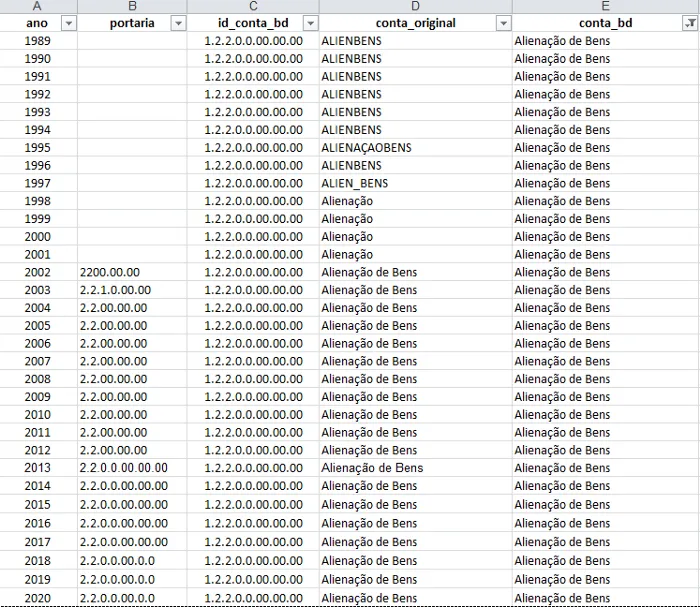 A B C D E
ano portaria id_conta_bd conta_original conta_bd
1989 1.2.2.0.0.00.00.00 ALIENBENS Alienação de Bens
1990 1.2.2.0.0.00.00.00 ALIENBENS Alienação de Bens
1991 1.2.2.0.0.00.00.00 ALIENBENS Alienação de Bens
1992 1.2.2.0.0.00.00.00 ALIENBENS Alienação de Bens
1993 1.2.2.0.0.00.00.00 ALIENBENS Alienação de Bens
1994 1.2.2.0.0.00.00.00 ALIENBENS Alienação de Bens
1995 1.2.2.0.0.00.00.00 ALIENAÇAOBENS Alienação de Bens
1996 1.2.2.0.0.00.00.00 ALIENBENS Alienação de Bens
1997 1.2.2.0.0.00.00.00 ALIEN_BENS Alienação de Bens
1998 1.2.2.0.0.00.00.00 Alienação Alienação de Bens
1999 1.2.2.0.0.00.00.00 Alienação Alienação de Bens
2000 1.2.2.0.0.00.00.00 Alienação Alienação de Bens
2001 1.2.2.0.0.00.00.00 Alienação Alienação de Bens
2002 2200.00.00 1.2.2.0.0.00.00.00 Alienação de Bens Alienação de Bens
2003 2.2.1.0.00.00 1.2.2.0.0.00.00.00 Alienação de Bens Alienação de Bens
2004 2.2.00.00.00 1.2.2.0.0.00.00.00 Alienação de Bens Alienação de Bens
2005 2.2.00.00.00 1.2.2.0.0.00.00.00 Alienação de Bens Alienação de Bens
2006 2.2.00.00.00 1.2.2.0.0.00.00.00 Alienação de Bens Alienação de Bens
2007 2.2.00.00.00 1.2.2.0.0.00.00.00 Alienação de Bens Alienação de Bens
2008 2.2.00.00.00 1.2.2.0.0.00.00.00 Alienação de Bens Alienação de Bens
2009 2.2.00.00.00 1.2.2.0.0.00.00.00 Alienação de Bens Alienação de Bens
2010 2.2.00.00.00 1.2.2.0.0.00.00.00 Alienação de Bens Alienação de Bens
2011 2.2.00.00.00 1.2.2.0.0.00.00.00 Alienação de Bens Alienação de Bens
2012 2.2.00.00.00 1.2.2.0.0.00.00.00 Alienação de Bens Alienação de Bens
2013 2.2.0.0.00.00.00 1.2.2.0.0.00.00.00 Alienação de Bens Alienação de Bens
2014 2.2.0.0.00.00.00 1.2.2.0.0.00.00.00 Alienação de Bens Alienação de Bens
2015 2.2.0.0.00.00.00 1.2.2.0.0.00.00.00 Alienação de Bens Alienação de Bens
2016 2.2.0.0.00.00.00 1.2.2.0.0.00.00.00 Alienação de Bens Alienação de Bens
2017 2.2.0.0.00.00.00 1.2.2.0.0.00.00.00 Alienação de Bens Alienação de Bens
2018 2.2.0.0.00.0.0 1.2.2.0.0.00.00.00 Alienação de Bens Alienação de Bens
2019 2.2.0.0.00.0.0 1.2.2.0.0.00.00.00 Alienação de Bens Alienação de Bens
2020 2.2.0.0.00.0.0 1.2.2.0.0.00.00.00 Alienação de Bens Alienação de Bens